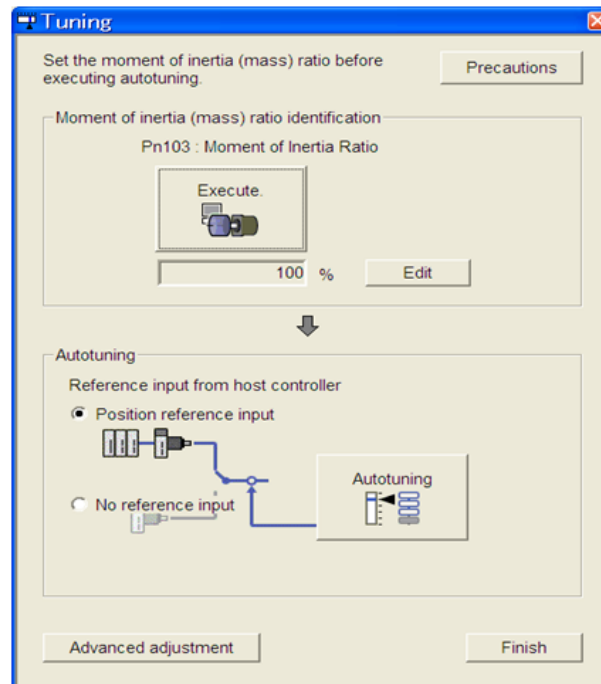 Tuning
Set the moment of inertia (mass) ratio before
executing autotuning.
Precautions
Moment of inertia (mass) ratio identification
Pn103 : Moment of Inertia Ratio
Execute.
100 %
Edit
Autotuning
Reference input from host controller
Position reference input
No reference input
Autotuning
Advanced adjustment
Finish